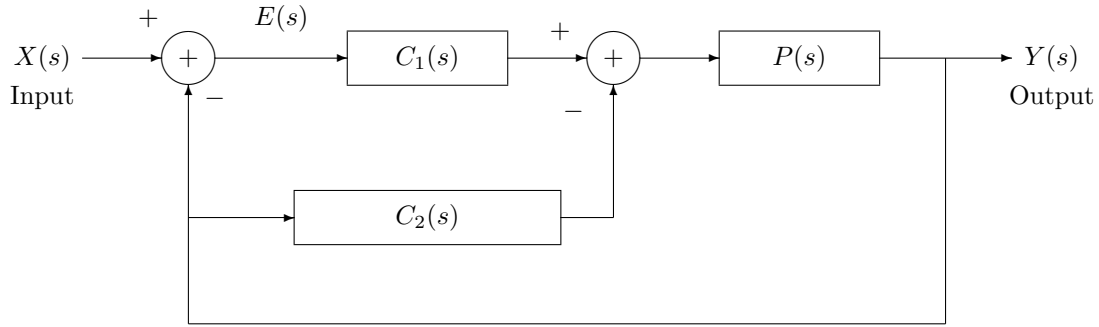 + E(s) +
X(s) + C₁(s) + P(s) Y(s)
Input − − Output
C₂(s)